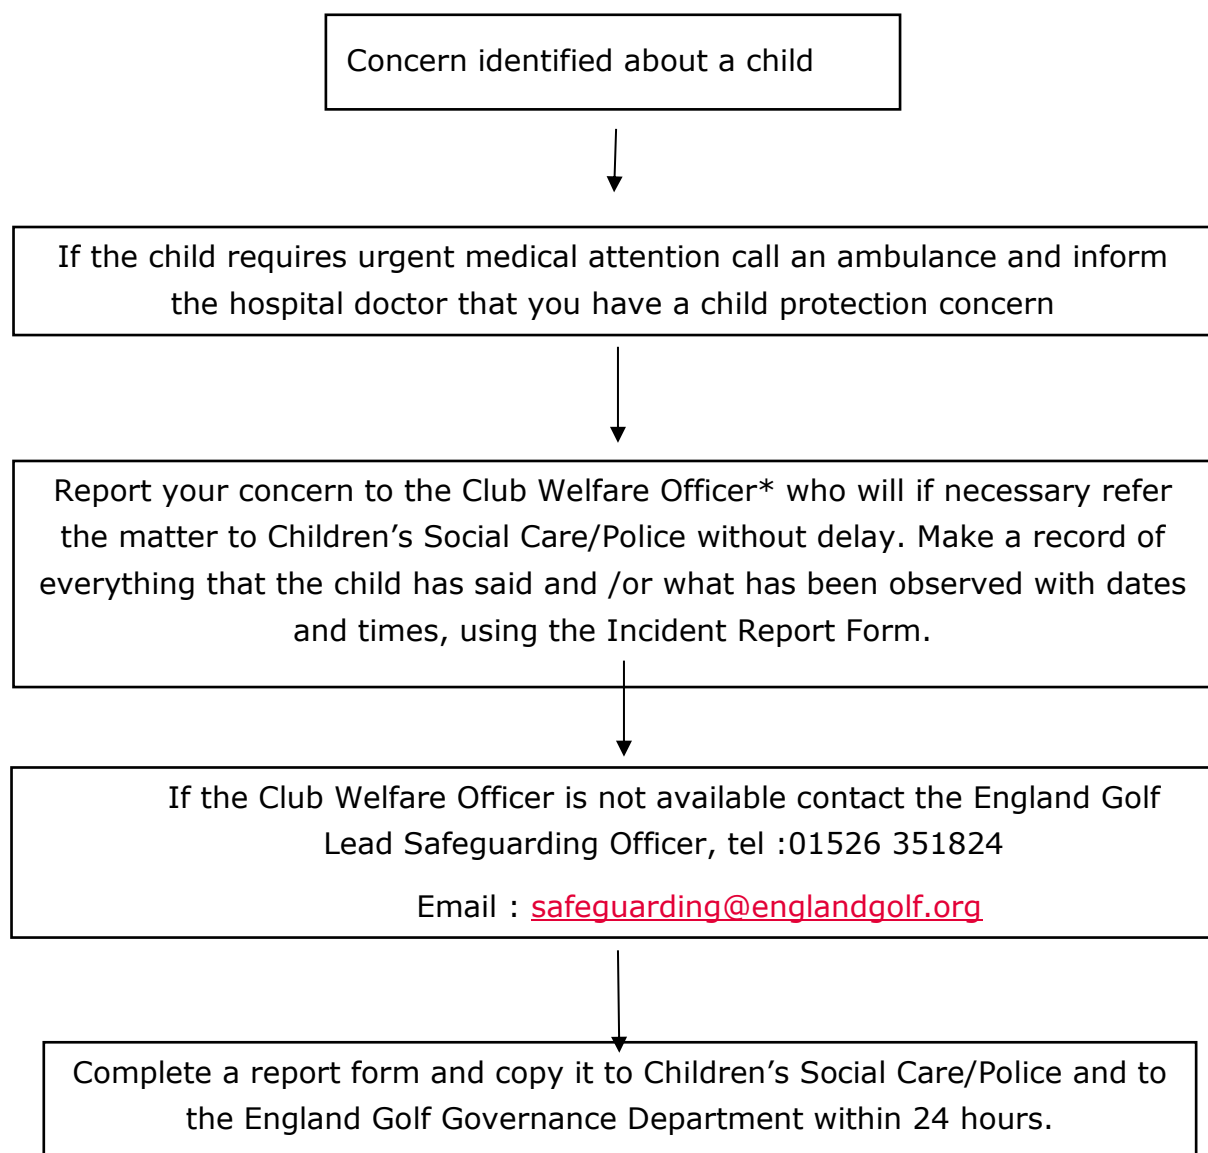 Concern identified about a child
If the child requires urgent medical attention call an ambulance and inform
the hospital doctor that you have a child protection concern
Report your concern to the Club Welfare Officer* who will if necessary refer
the matter to Children’s Social Care/Police without delay. Make a record of
everything that the child has said and /or what has been observed with dates
and times, using the Incident Report Form.
If the Club Welfare Officer is not available contact the England Golf
Lead Safeguarding Officer, tel :01526 351824
Email : safeguarding@englandgolf.org
Complete a report form and copy it to Children’s Social Care/Police and to
the England Golf Governance Department within 24 hours.